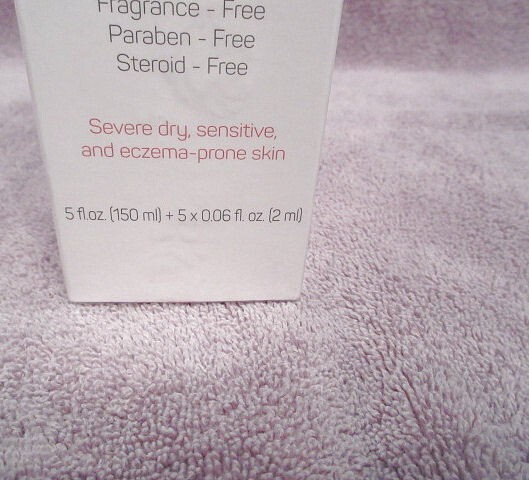 Fragrance - Free
Paraben - Free
Steroid - Free
Severe dry, sensitive,
and eczema-prone skin
5 fl.oz. (150 ml) + 5 x 0.06 fl. oz. (2 ml)